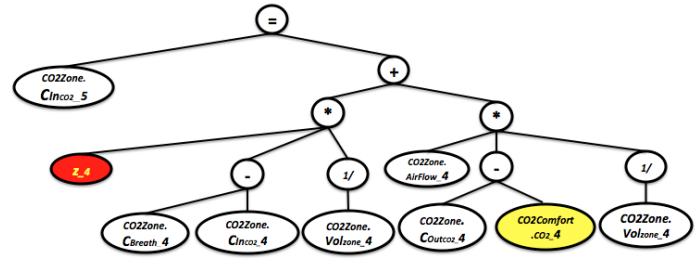 =
CO2Zone.
CInCO2_5
+
*
*
z_4
-
1/
CO2Zone.
AirFlow_4
-
1/
CO2Zone.
CBreath_4
CO2Zone.
CInCO2_4
CO2Zone.
Volzone_4
CO2Zone.
COutCO2_4
CO2Comfort
.CO2_4
CO2Zone.
Volzone_4